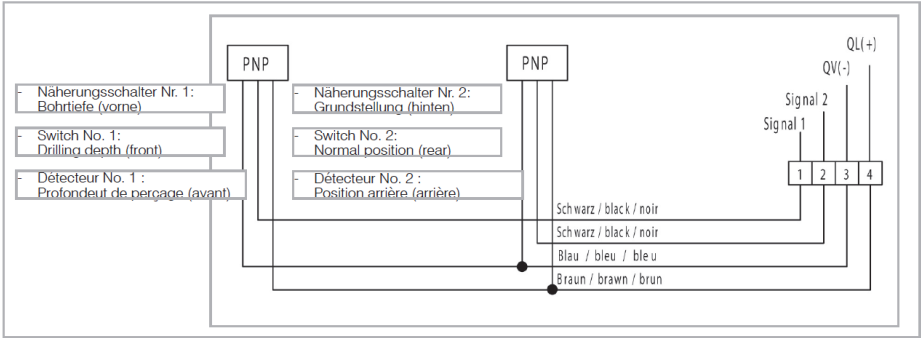 PNP
PNP
QL(+)
QV(-)
Signal 2
Signal 1
- Näherungsschalter Nr. 1:
Bohrtiefe (vorne)
- Switch No. 1:
Drilling depth (front)
- Détecteur No. 1 :
Profondeut de perçage (avant)
- Näherungsschalter Nr. 2:
Grundstellung (hinten)
- Switch No. 2:
Normal position (rear)
- Détecteur No. 2 :
Position arrière (arrière)
1 2 3 4
Schwarz / black / noir
Schwarz / black / noir
Blau / bleu / bleu
Braun / brawn / brun